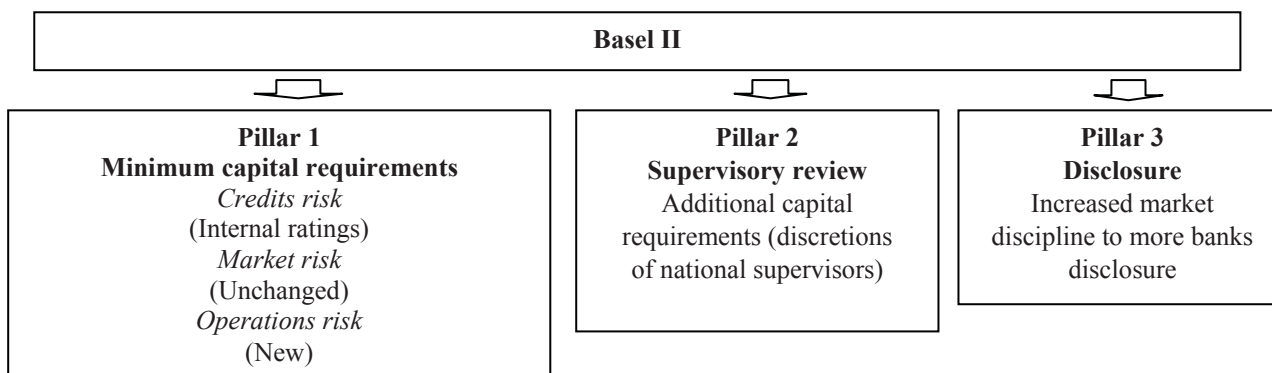 Basel II
Pillar 1
Minimum capital requirements
Credits risk
(Internal ratings)
Market risk
(Unchanged)
Operations risk
(New)
Pillar 2
Supervisory review
Additional capital
requirements (discretions
of national supervisors)
Pillar 3
Disclosure
Increased market
discipline to more banks
disclosure